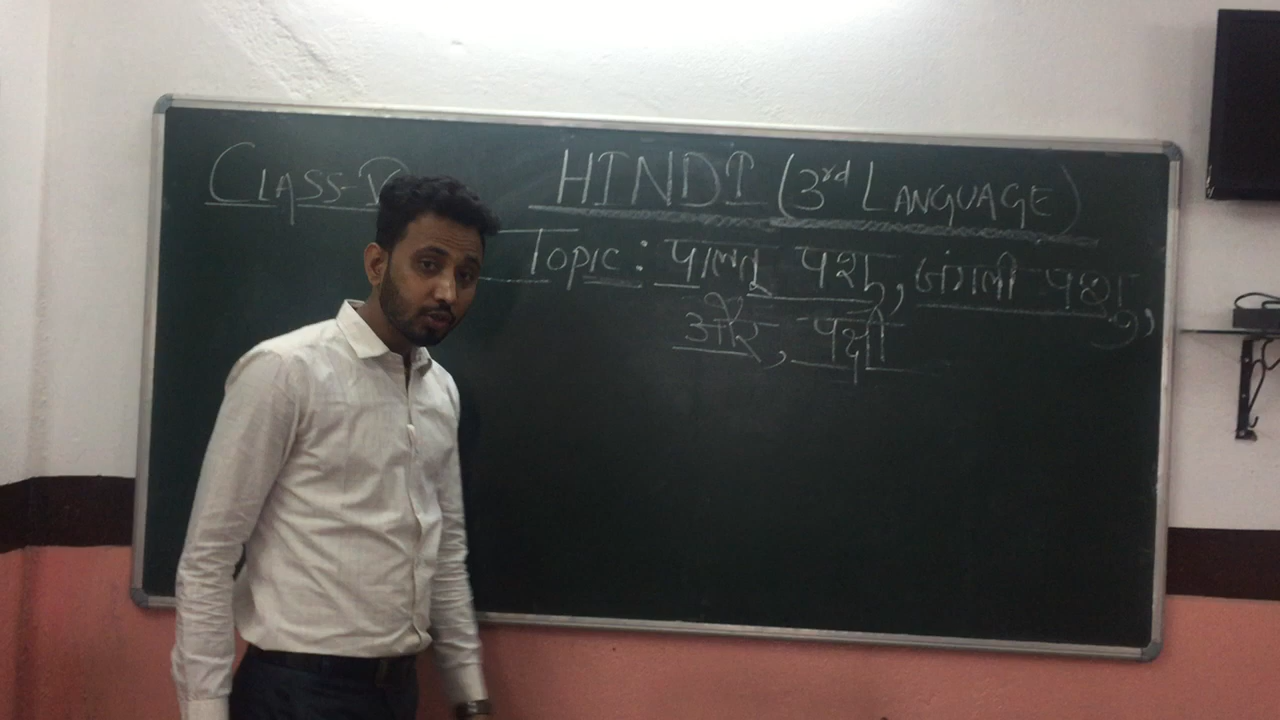 CLASS-V HINDI (3rd LANGUAGE)
Topic: पालतू पशु, जंगली पशु,
और, पक्षी